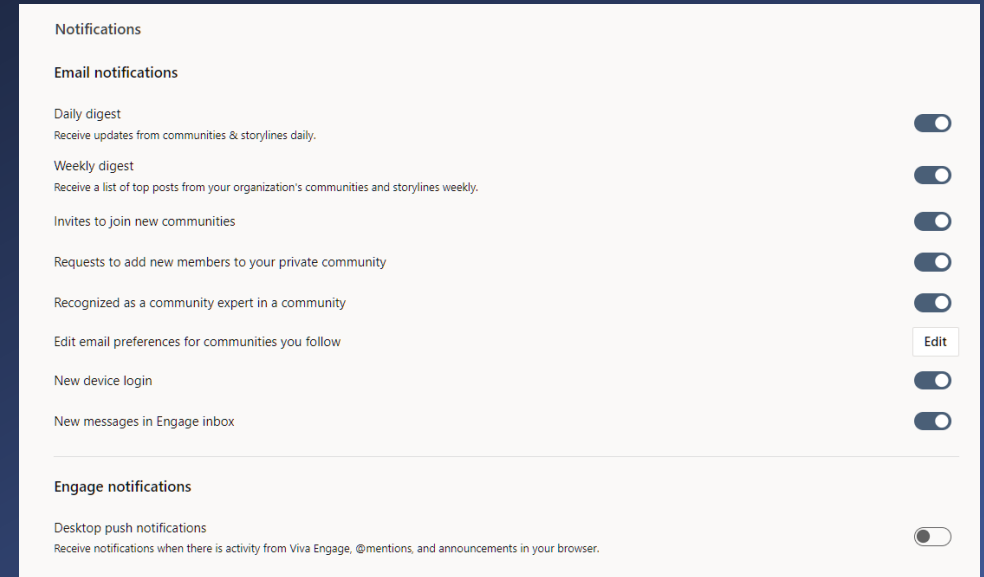 Notifications
Email notifications
Daily digest
Receive updates from communities & storylines daily.
Weekly digest
Receive a list of top posts from your organization's communities and storylines weekly.
Invites to join new communities
Requests to add new members to your private community
Recognized as a community expert in a community
Edit email preferences for communities you follow
Edit
New device login
New messages in Engage inbox
Engage notifications
Desktop push notifications
Receive notifications when there is activity from Viva Engage, @mentions, and announcements in your browser.